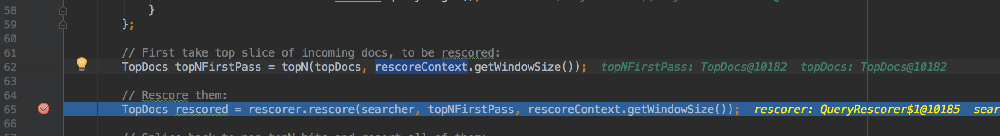 58 }
59 };
60
61 // First take top slice of incoming docs, to be rescored:
62 TopDocs topNFirstPass = topN(topDocs, rescoreContext.getWindowSize()); topNFirstPass: TopDocs@10182 topDocs: TopDocs@10182
63
64 // Rescore them:
65 TopDocs rescored = rescorer.rescore(searcher, topNFirstPass, rescoreContext.getWindowSize()); rescorer: QueryRescorer$1@10185 sear
66